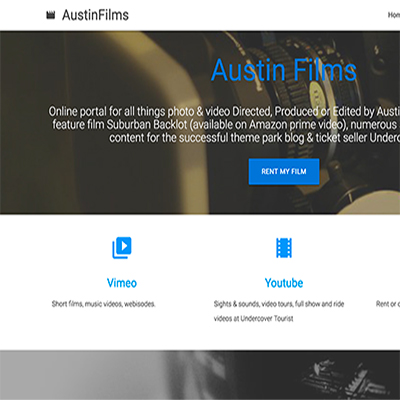 AustinFilms
Hom
Austin Films
Online portal for all things photo & video Directed, Produced or Edited by Austi
feature film Suburban Backlot (available on Amazon prime video), numerous
content for the successful theme park blog & ticket seller Underc
RENT MY FILM
Vimeo
Youtube
Short films, music videos, webisodes.
Sights & sounds, video tours, full show and ride
Rent or
videos at Undercover Tourist